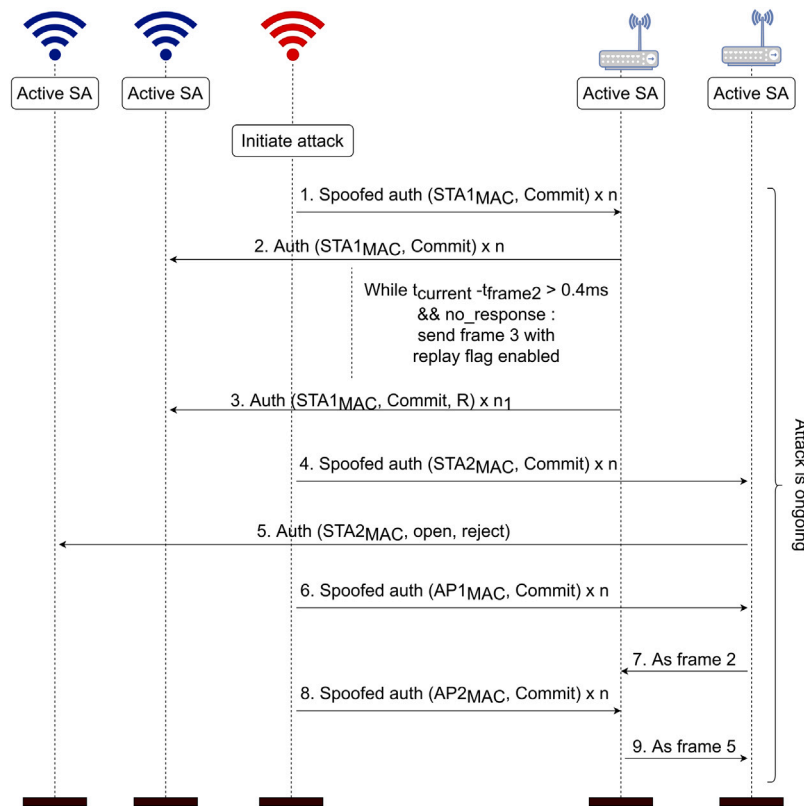 Active SA
Active SA
Active SA
Active SA
Initiate attack
1. Spoofed auth (STA1MAC, Commit) x n
2. Auth (STA1MAC, Commit) x n
While tcurrent -tframe2 > 0.4ms
&& no_response :
send frame 3 with
replay flag enabled
3. Auth (STA1MAC, Commit, R) x n1
4. Spoofed auth (STA2MAC, Commit) x n
5. Auth (STA2MAC, open, reject)
6. Spoofed auth (AP1MAC, Commit) x n
7. As frame 2
8. Spoofed auth (AP2MAC, Commit) x n
9. As frame 5
Attack is ongoing